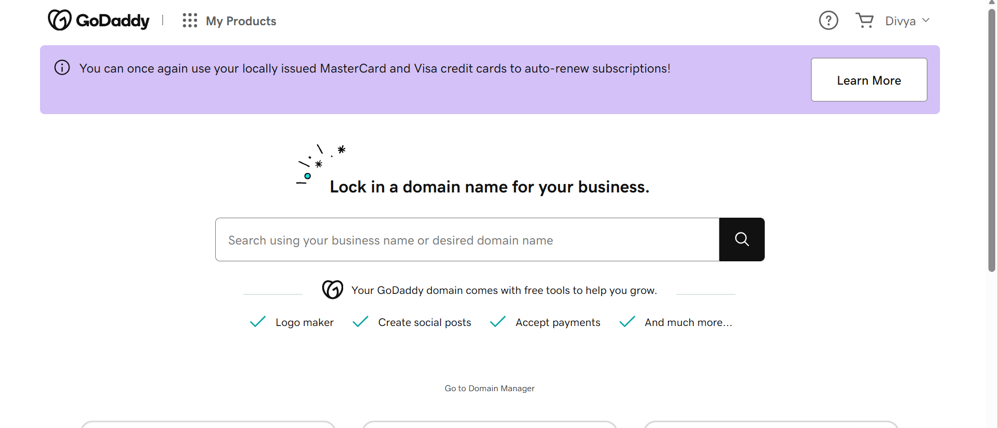 GoDaddy My Products Divya
You can once again use your locally issued MasterCard and Visa credit cards to auto-renew subscriptions!
Learn More
Lock in a domain name for your business.
Search using your business name or desired domain name
Your GoDaddy domain comes with free tools to help you grow.
Logo maker Create social posts Accept payments And much more...
Go to Domain Manager